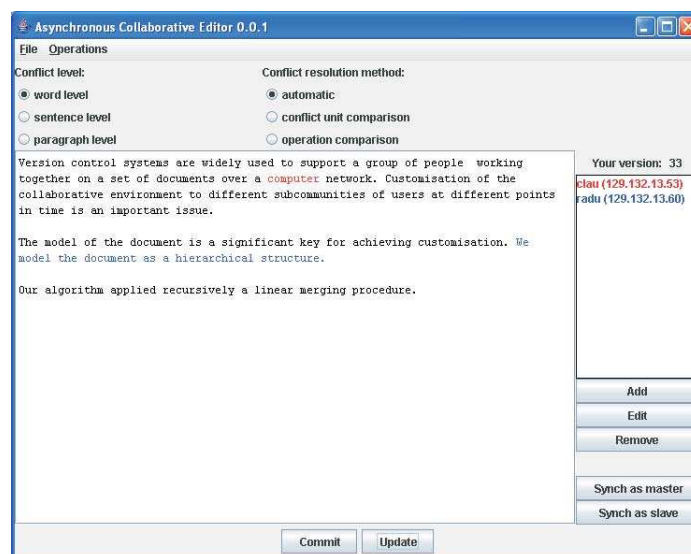 Asynchronous Collaborative Editor 0.0.1
File Operations
Conflict level: Conflict resolution method:
word level automatic
sentence level conflict unit comparison
paragraph level operation comparison
Version control systems are widely used to support a group of people working
together on a set of documents over a computer network. Customisation of the
collaborative environment to different subcommunities of users at different points
in time is an important issue.
The model of the document is a significant key for achieving customisation. We
model the document as a hierarchical structure.
Our algorithm applied recursively a linear merging procedure.
Your version: 33
clau (129.132.13.53)
radu (129.132.13.60)
Add
Edit
Remove
Synch as master
Synch as slave
Commit Update